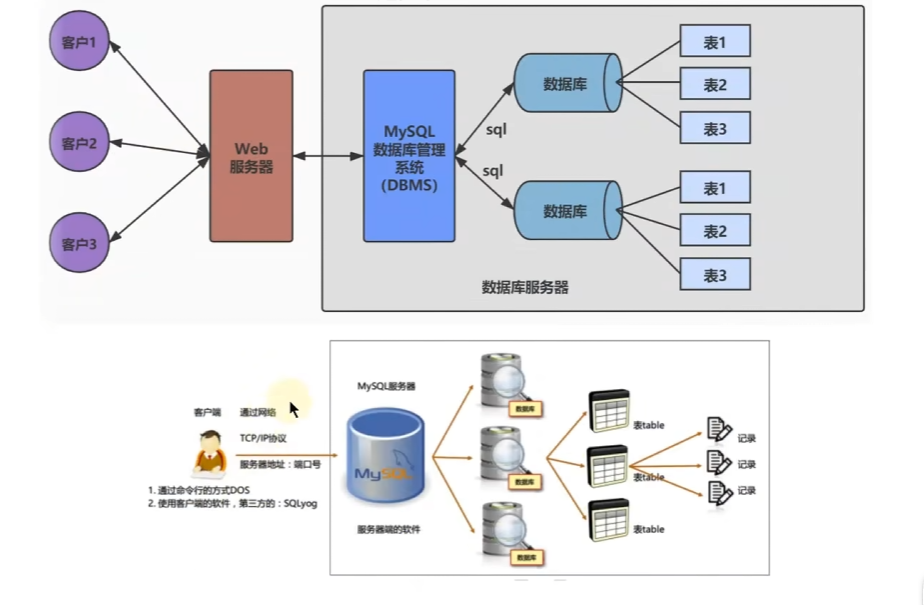 客户1
客户2
客户3
Web
服务器
MySQL
数据库管理
系统
(DBMS)
sql
sql
数据库
数据库
表1
表2
表3
表1
表2
表3
数据库服务器
客户端
通过网络
TCP/IP协议
服务器地址：端口号
1. 通过命令行的方式DOS
2. 使用客户端的软件，第三方的：SQLyog
MySQL服务器
MySQL
服务器端的软件
数据库
数据库
数据库
表table
表table
表table
记录
记录
记录